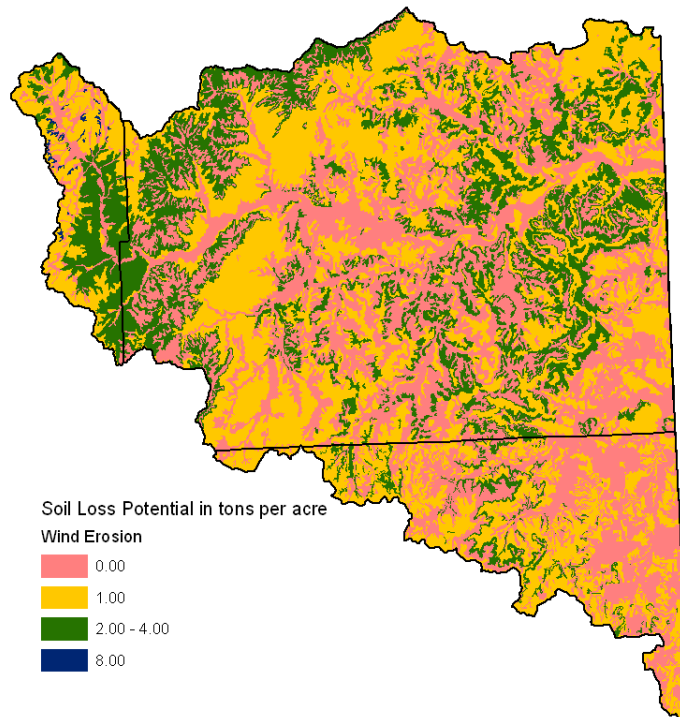 Soil Loss Potential in tons per acre
Wind Erosion
0.00
1.00
2.00 - 4.00
8.00